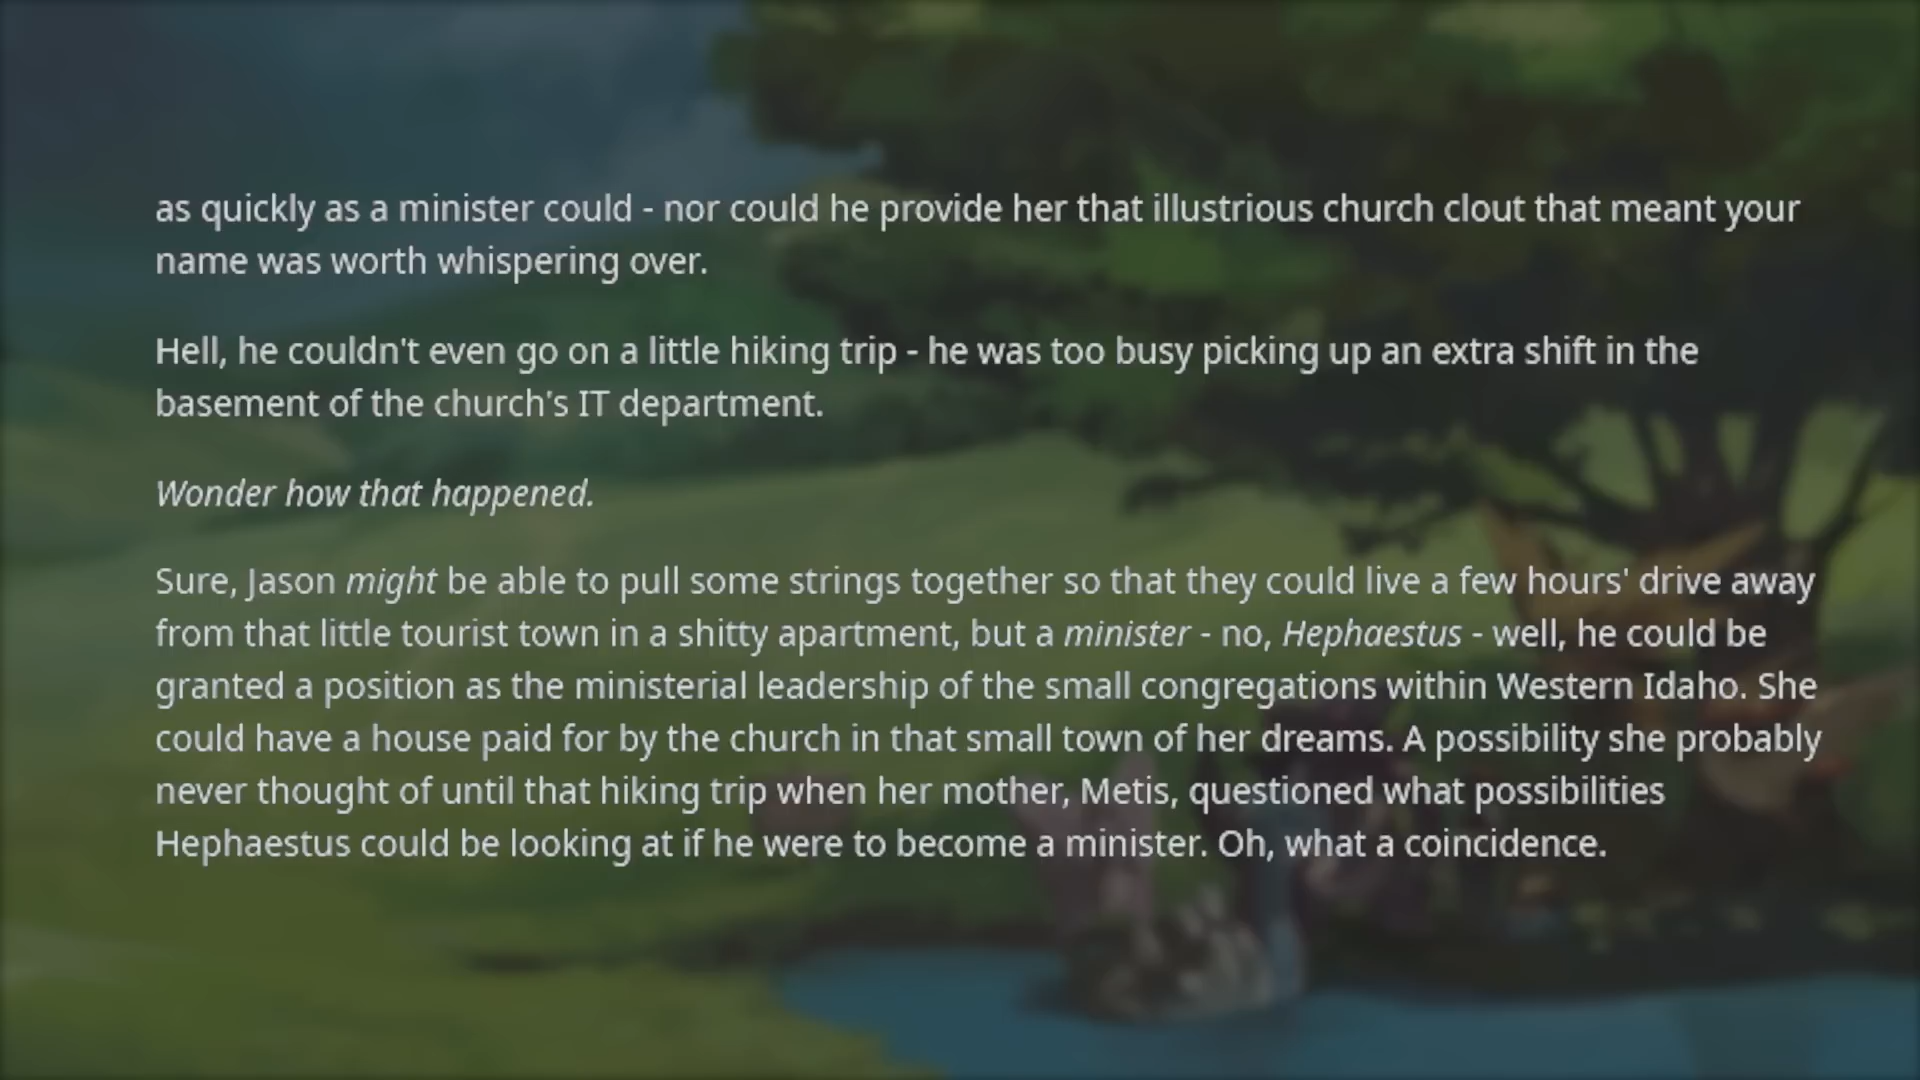 as quickly as a minister could - nor could he provide her that illustrious church clout that meant your
name was worth whispering over.
Hell, he couldn't even go on a little hiking trip - he was too busy picking up an extra shift in the
basement of the church's IT department.
Wonder how that happened.
Sure, Jason might be able to pull some strings together so that they could live a few hours' drive away
from that little tourist town in a shitty apartment, but a minister - no, Hephaestus - well, he could be
granted a position as the ministerial leadership of the small congregations within Western Idaho. She
could have a house paid for by the church in that small town of her dreams. A possibility she probably
never thought of until that hiking trip when her mother, Metis, questioned what possibilities
Hephaestus could be looking at if he were to become a minister. Oh, what a coincidence.